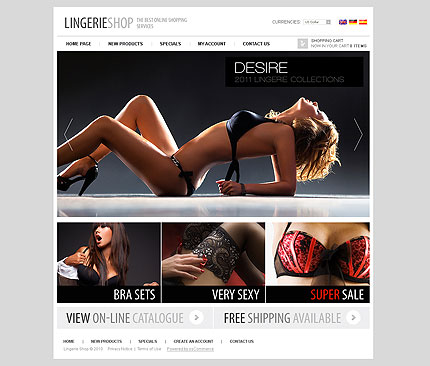 LINGERIESHOP
THE BEST ONLINE SHOPPING
SERVICES
CURRENCIES: US Dollar
HOME PAGE NEW PRODUCTS SPECIALS MY ACCOUNT CONTACT US
SHOPPING CART
NOW IN YOUR CART 0 ITEMS
DESIRE
2011 LINGERIE COLLECTIONS
BRA SETS
VERY SEXY
SUPER SALE
VIEW ON-LINE CATALOGUE
FREE SHIPPING AVAILABLE
HOME NEW PRODUCTS SPECIALS CREATE AN ACCOUNT CONTACT US
Lingerie Shop © 2010 Privacy Notice | Terms of Use Powered by osCommerce